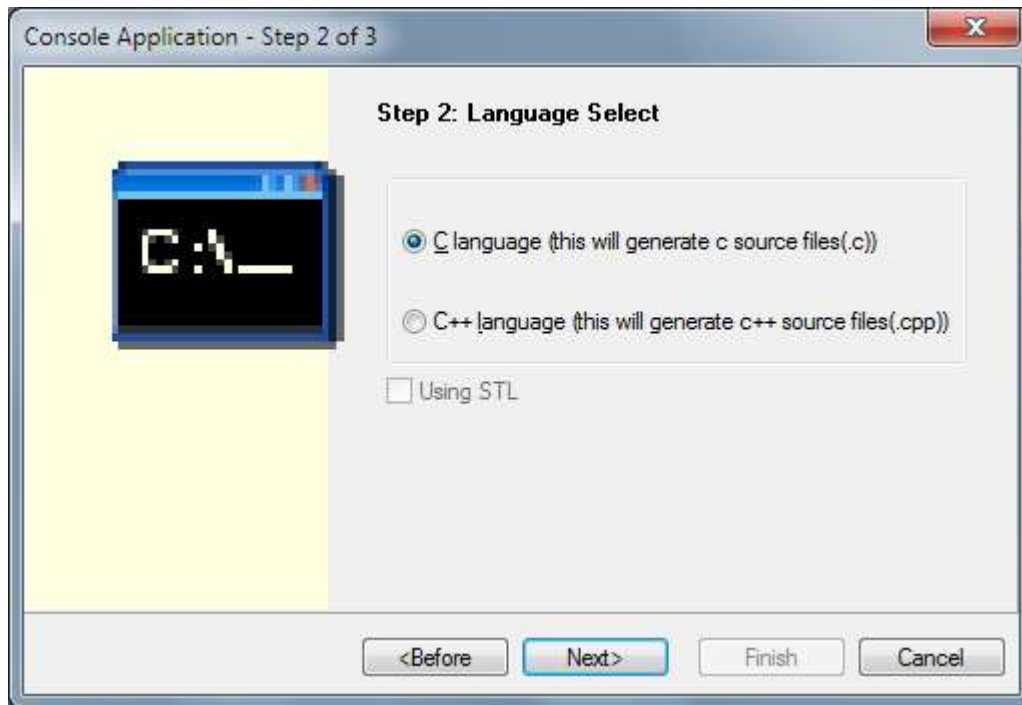 Console Application - Step 2 of 3
Step 2: Language Select
C:\_
C language (this will generate c source files(.c))
C++ language (this will generate c++ source files(.cpp))
Using STL
<Before
Next>
Finish
Cancel